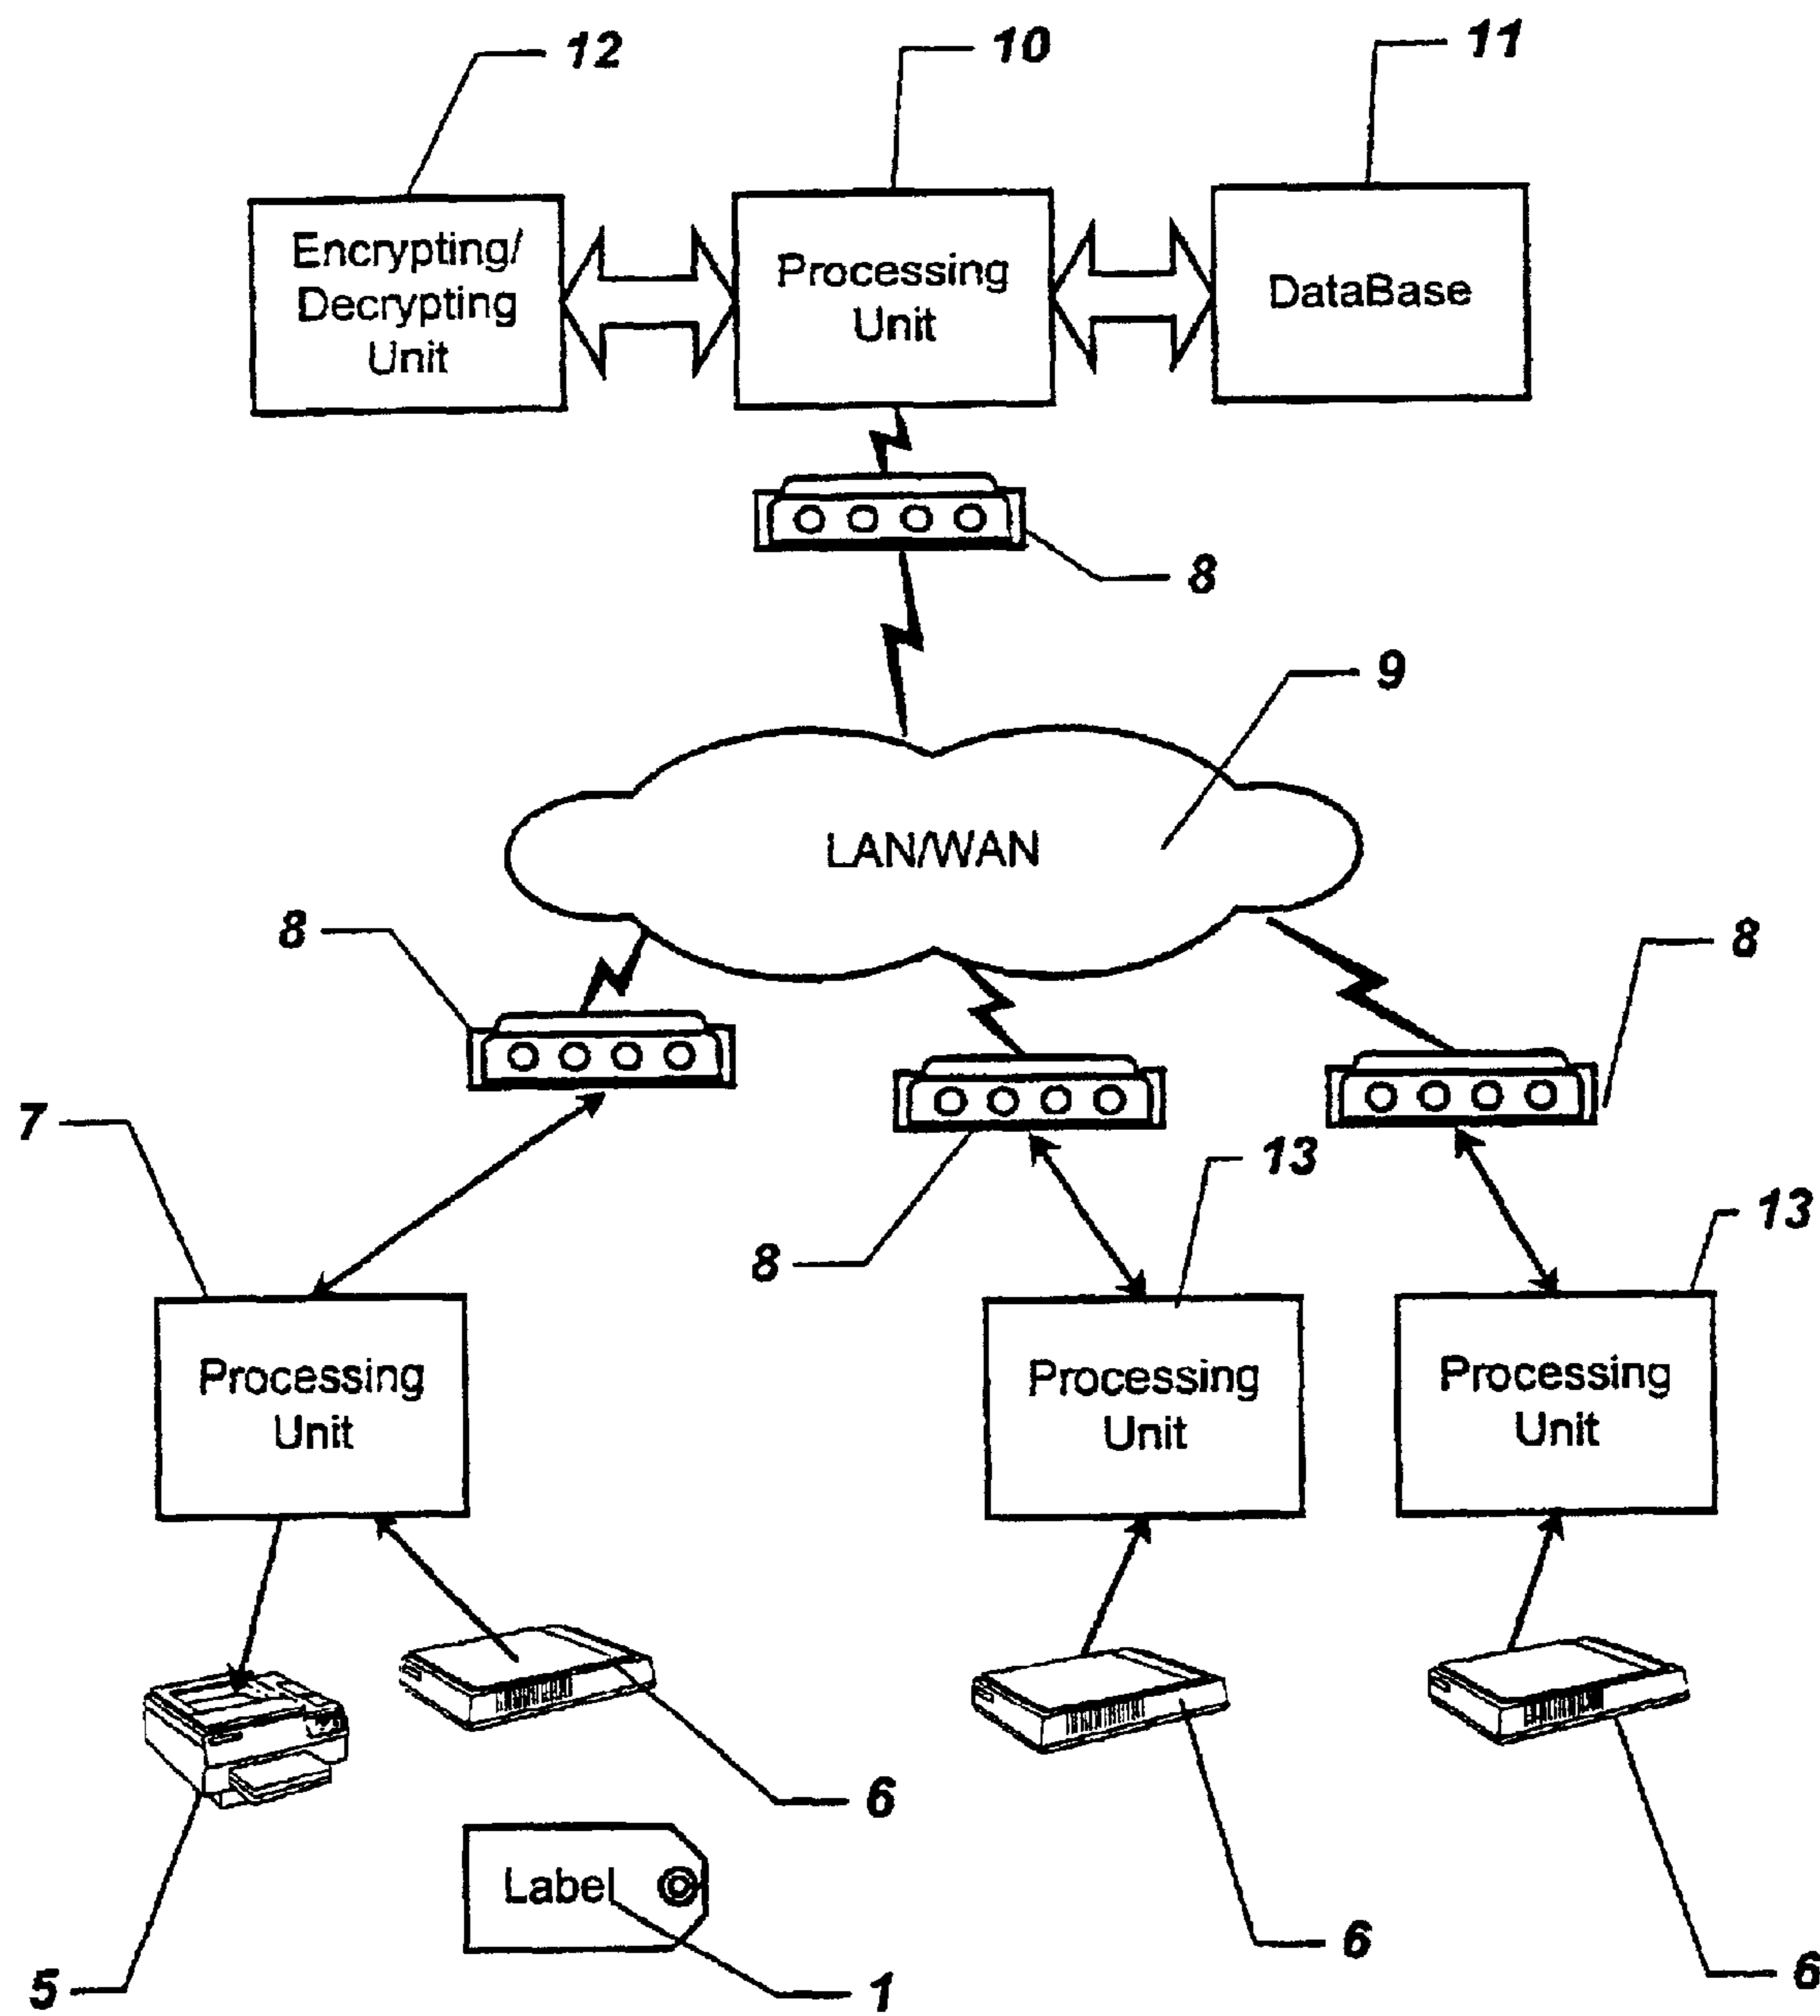 12
10
11
Encrypting/
Decrypting
Unit
Processing
Unit
DataBase
8
9
LAN/WAN
8
8
7
13
13
8
Processing
Unit
Processing
Unit
Processing
Unit
6
Label
6
6
5
1